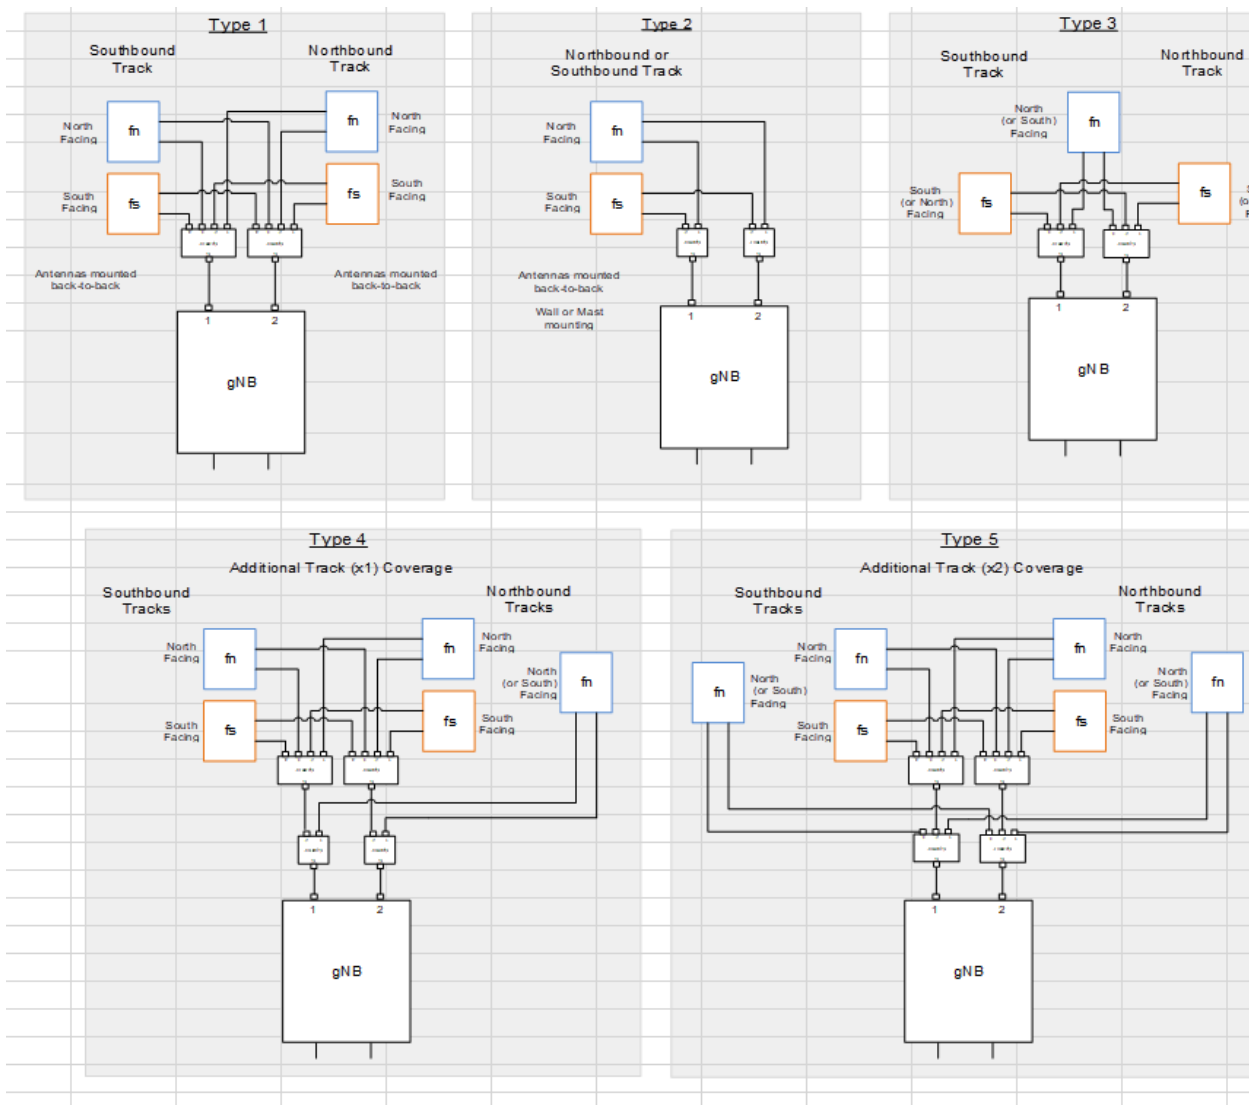 Type 1
Southbound
Track
Northbound
Track
North
Facing
fn
fn
North
Facing
South
Facing
fs
fs
South
Facing
Antennas mounted
back-to-back
Antennas mounted
back-to-back
1
2
gNB
Type 2
Northbound or
Southbound Track
North
Facing
fn
South
Facing
fs
Antennas mounted
back-to-back
Wall or Mast
mounting
1
2
gNB
Type 3
Southbound
Track
Northbound
Track
North
(or South)
Facing
fn
South
(or North)
Facing
fs
fs
1
2
gNB
Type 4
Additional Track (x1) Coverage
Southbound
Tracks
Northbound
Tracks
North
Facing
fn
fn
North
Facing
North
(or South)
Facing
fn
South
Facing
fs
fs
South
Facing
1
2
gNB
Type 5
Additional Track (x2) Coverage
Southbound
Tracks
Northbound
Tracks
fn
North
(or South)
Facing
North
Facing
fn
fn
North
Facing
North
(or South)
Facing
fn
South
Facing
fs
fs
South
Facing
1
2
gNB